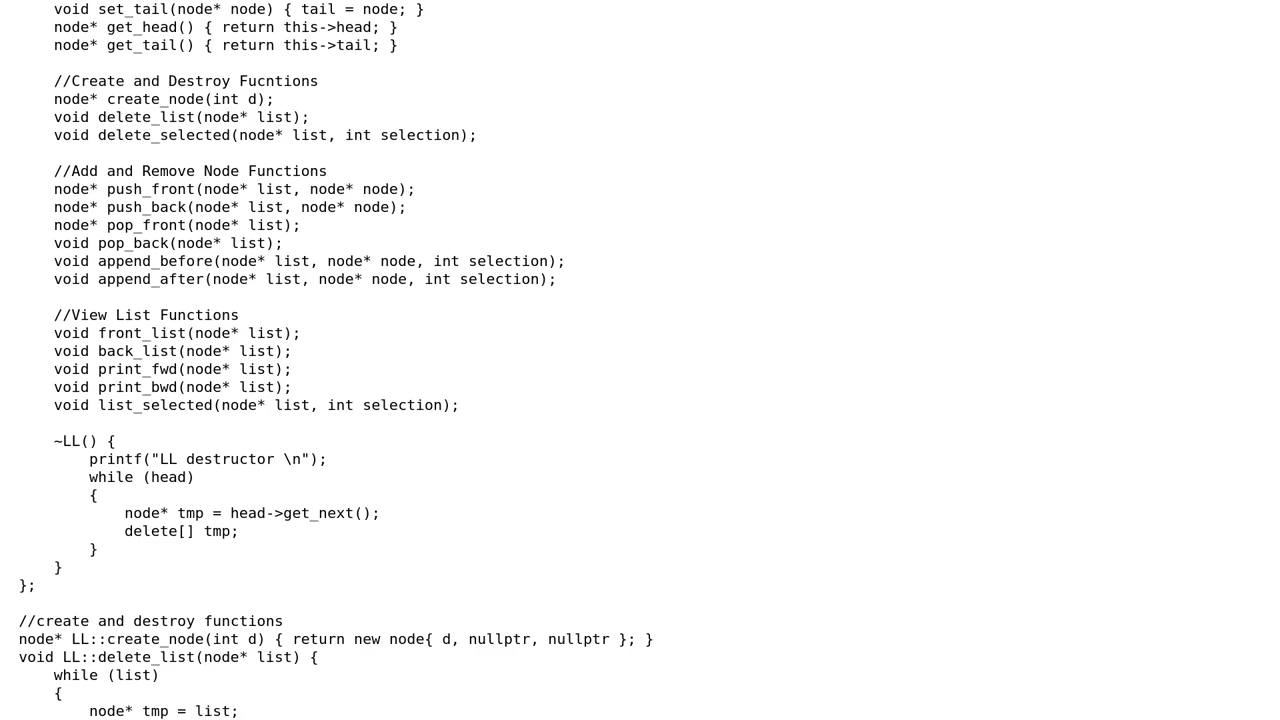 void set_tail(node* node) { tail = node; }
    node* get_head() { return this->head; }
    node* get_tail() { return this->tail; }

    //Create and Destroy Fucntions
    node* create_node(int d);
    void delete_list(node* list);
    void delete_selected(node* list, int selection);

    //Add and Remove Node Functions
    node* push_front(node* list, node* node);
    node* push_back(node* list, node* node);
    node* pop_front(node* list);
    void pop_back(node* list);
    void append_before(node* list, node* node, int selection);
    void append_after(node* list, node* node, int selection);

    //View List Functions
    void front_list(node* list);
    void back_list(node* list);
    void print_fwd(node* list);
    void print_bwd(node* list);
    void list_selected(node* list, int selection);

    ~LL() {
        printf("LL destructor \n");
        while (head)
        {
            node* tmp = head->get_next();
            delete[] tmp;
        }
    }
};

//create and destroy functions
node* LL::create_node(int d) { return new node{ d, nullptr, nullptr }; }
void LL::delete_list(node* list) {
    while (list)
    {
        node* tmp = list;